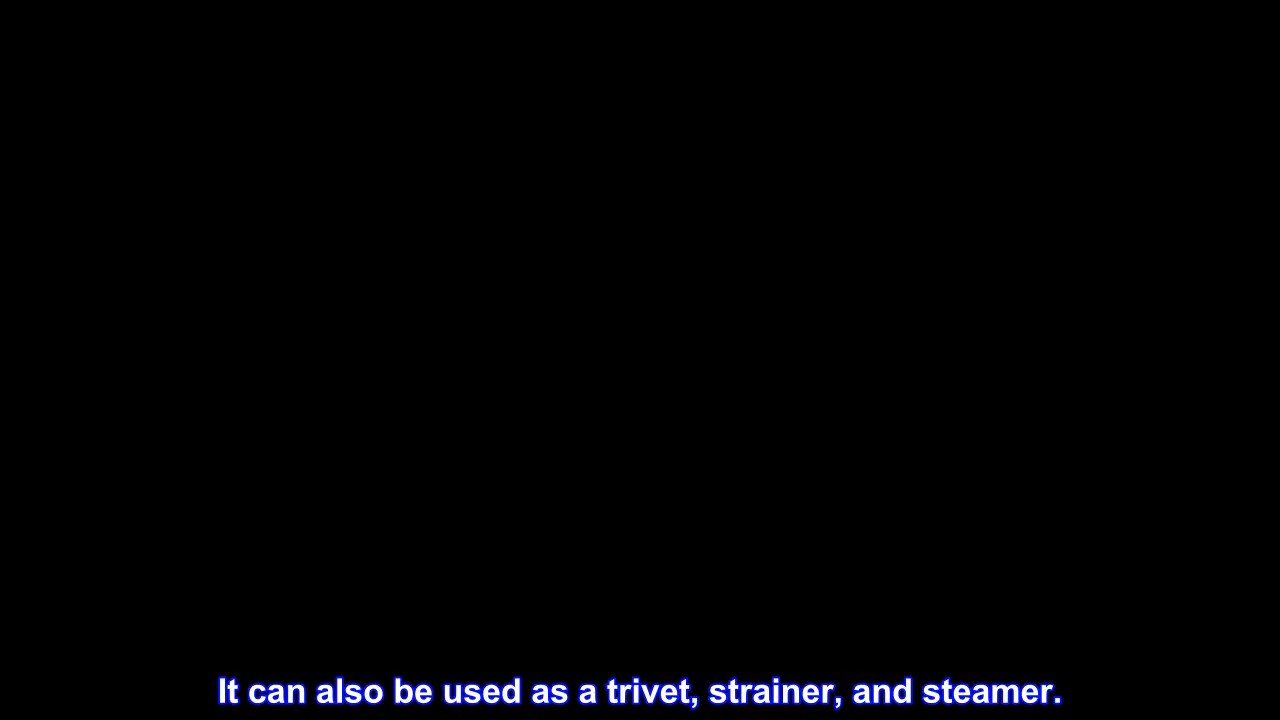 It can also be used as a trivet, strainer, and steamer.